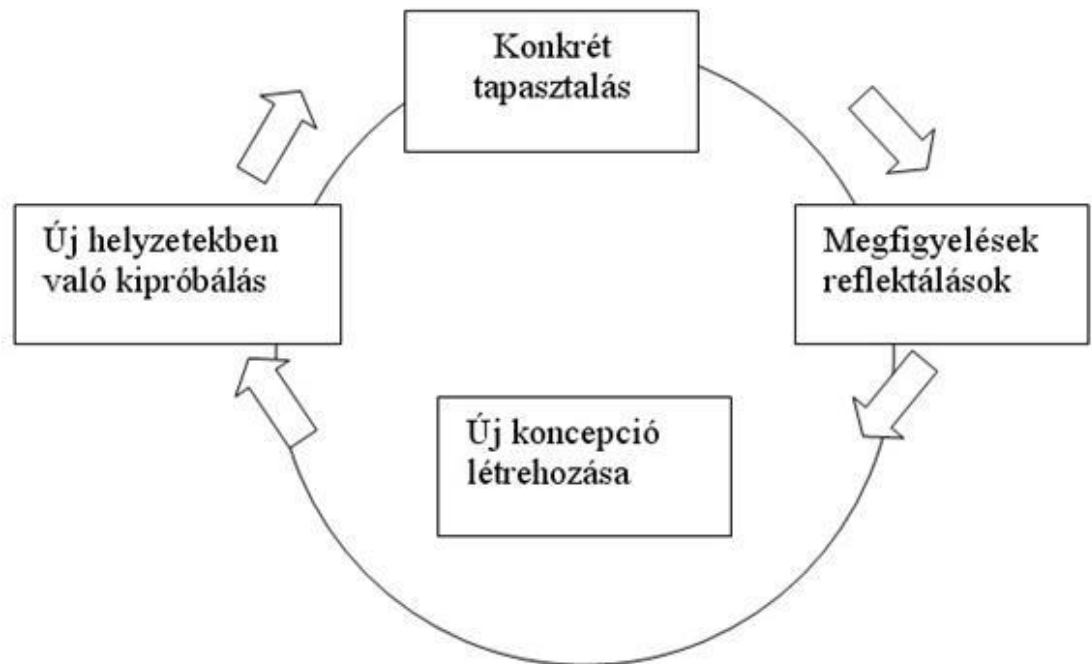 Konkrét
tapasztalás
Megfigyelések
reflektálások
Új koncepció
létrehozása
Új helyzetekben
való kipróbálás